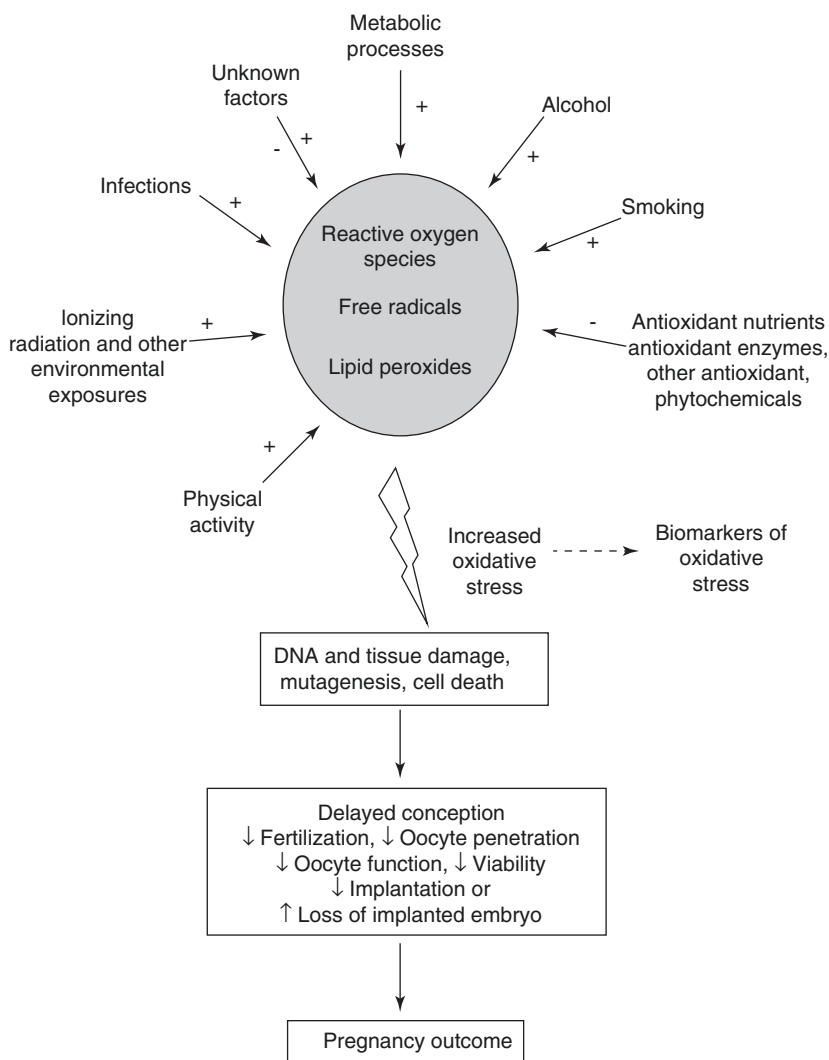 Metabolic
processes
+
Unknown
factors
- +
Alcohol
+
Infections
+
Smoking
+
Reactive oxygen
species
Free radicals
Lipid peroxides
Ionizing
radiation and other
environmental
exposures
+
-
Antioxidant nutrients
antioxidant enzymes,
other antioxidant,
phytochemicals
+
Physical
activity
Increased
oxidative
stress
Biomarkers of
oxidative
stress
DNA and tissue damage,
mutagenesis, cell death
Delayed conception
↓ Fertilization, ↓ Oocyte penetration
↓ Oocyte function, ↓ Viability
↓ Implantation or
↑ Loss of implanted embryo
Pregnancy outcome